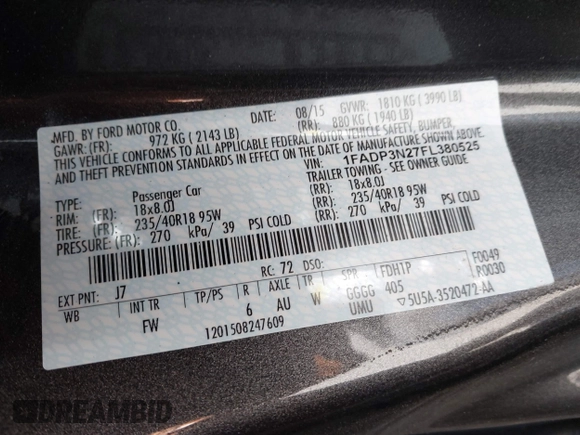 MFD. BY FORD MOTOR CO. DATE: 08/15 GVWR: 1810 KG ( 3990 LB)
GAWR: (FR): 972 KG ( 2143 LB) (RR): 880 KG ( 1940 LB)
THIS VEHICLE CONFORMS TO ALL APPLICABLE FEDERAL MOTOR VEHICLE SAFETY, BUMPER,
AND THEFT PREVENTION STANDARDS IN EFFECT ON THE DATE OF MANUFACTURE SHOWN ABOVE.
VIN: 1FADP3N27FL380525
TYPE: Passenger Car TRAILER TOWING - SEE OWNER GUIDE
RIM: (FR): 18x8.0J (RR): 18x8.0J
TIRE: (FR): 235/40R18 95W (RR): 235/40R18 95W
PRESSURE: (FR): 270 kPa/ 39 PSI COLD (RR): 270 kPa/ 39 PSI COLD
EXT PNT: J7 RC: 72 DSO: FDH1P F0049
WB INT TR TP/PS R AXLE TR SPR 405 R0030
FW 6 AU W GGGG
UMU ▽5U5A-3520472-AA
1201508247609
DREAMBID